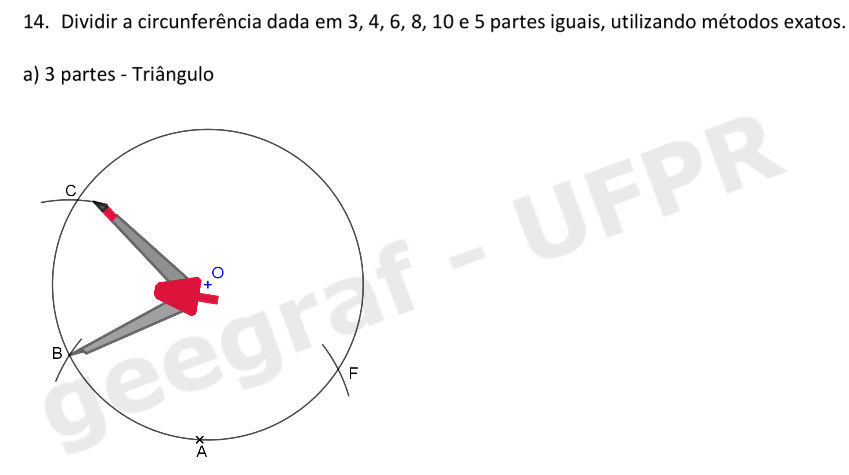 14. Dividir a circunferência dada em 3, 4, 6, 8, 10 e 5 partes iguais, utilizando métodos exatos.
a) 3 partes - Triângulo
geegraf - UFPR
C
O
B
F
A